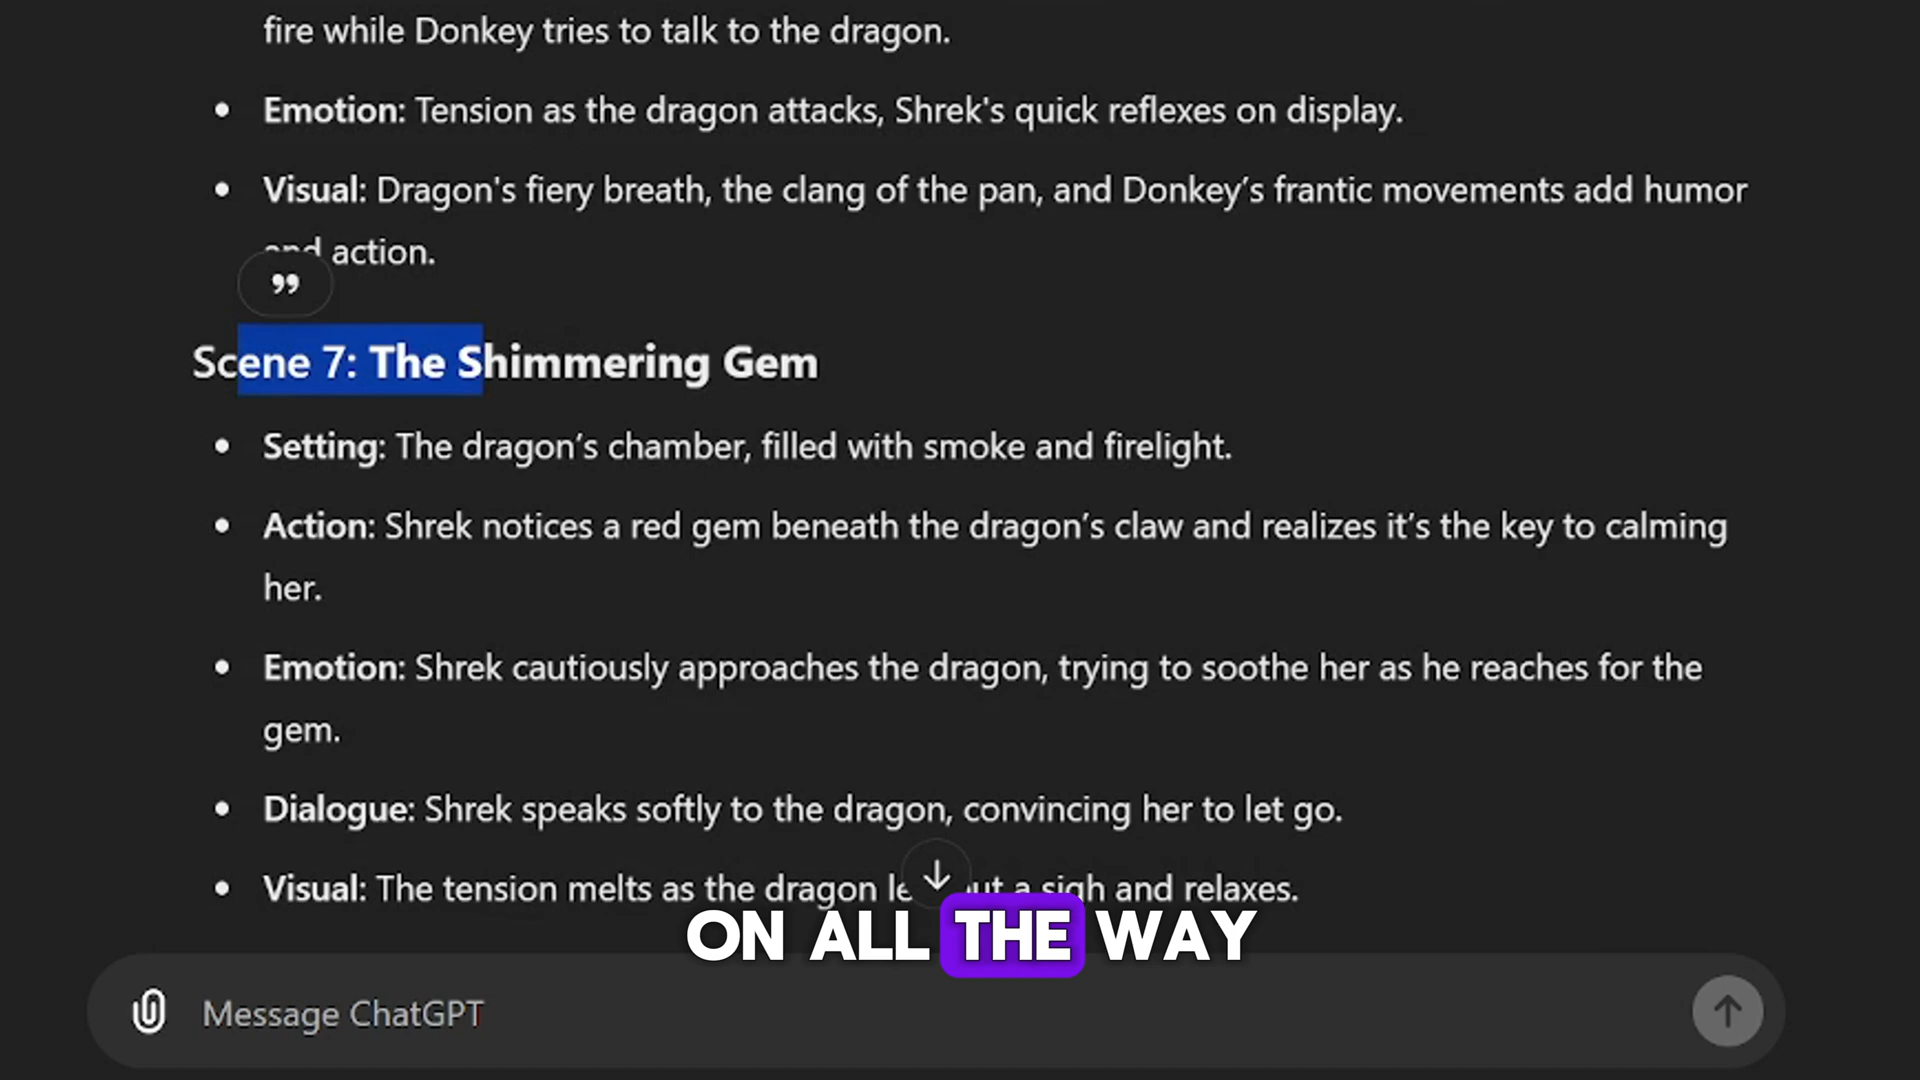 fire while Donkey tries to talk to the dragon.
• Emotion: Tension as the dragon attacks, Shrek's quick reflexes on display.
• Visual: Dragon's fiery breath, the clang of the pan, and Donkey’s frantic movements add humor
and action.
Scene 7: The Shimmering Gem
• Setting: The dragon’s chamber, filled with smoke and firelight.
• Action: Shrek notices a red gem beneath the dragon’s claw and realizes it’s the key to calming
her.
• Emotion: Shrek cautiously approaches the dragon, trying to soothe her as he reaches for the
gem.
• Dialogue: Shrek speaks softly to the dragon, convincing her to let go.
• Visual: The tension melts as the dragon a sigh and relaxes.
ON ALL THE WAY
Message ChatGPT